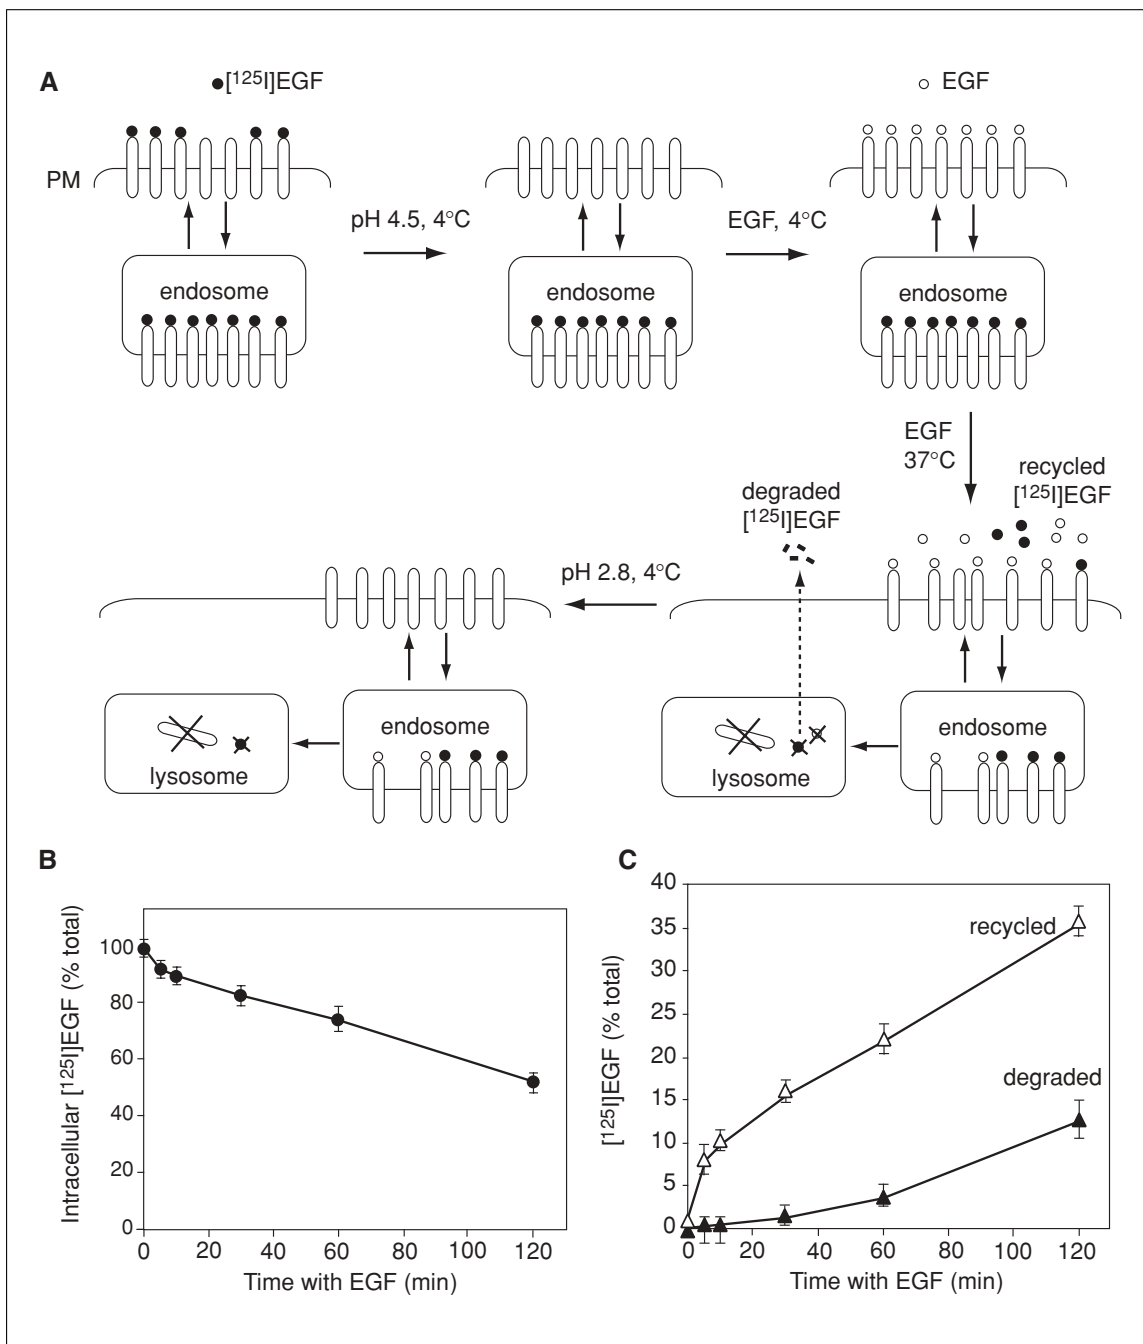 A
[¹²⁵I]EGF
EGF
PM
pH 4.5, 4°C
EGF, 4°C
endosome
endosome
endosome
EGF
37°C
recycled
[¹²⁵I]EGF
degraded
[¹²⁵I]EGF
pH 2.8, 4°C
endosome
lysosome
endosome
lysosome
B
Intracellular [¹²⁵I]EGF (% total)
100
80
60
40
20
0
0 20 40 60 80 100 120
Time with EGF (min)
C
[¹²⁵I]EGF (% total)
40
35
30
25
20
15
10
5
0
recycled
degraded
0 20 40 60 80 100 120
Time with EGF (min)